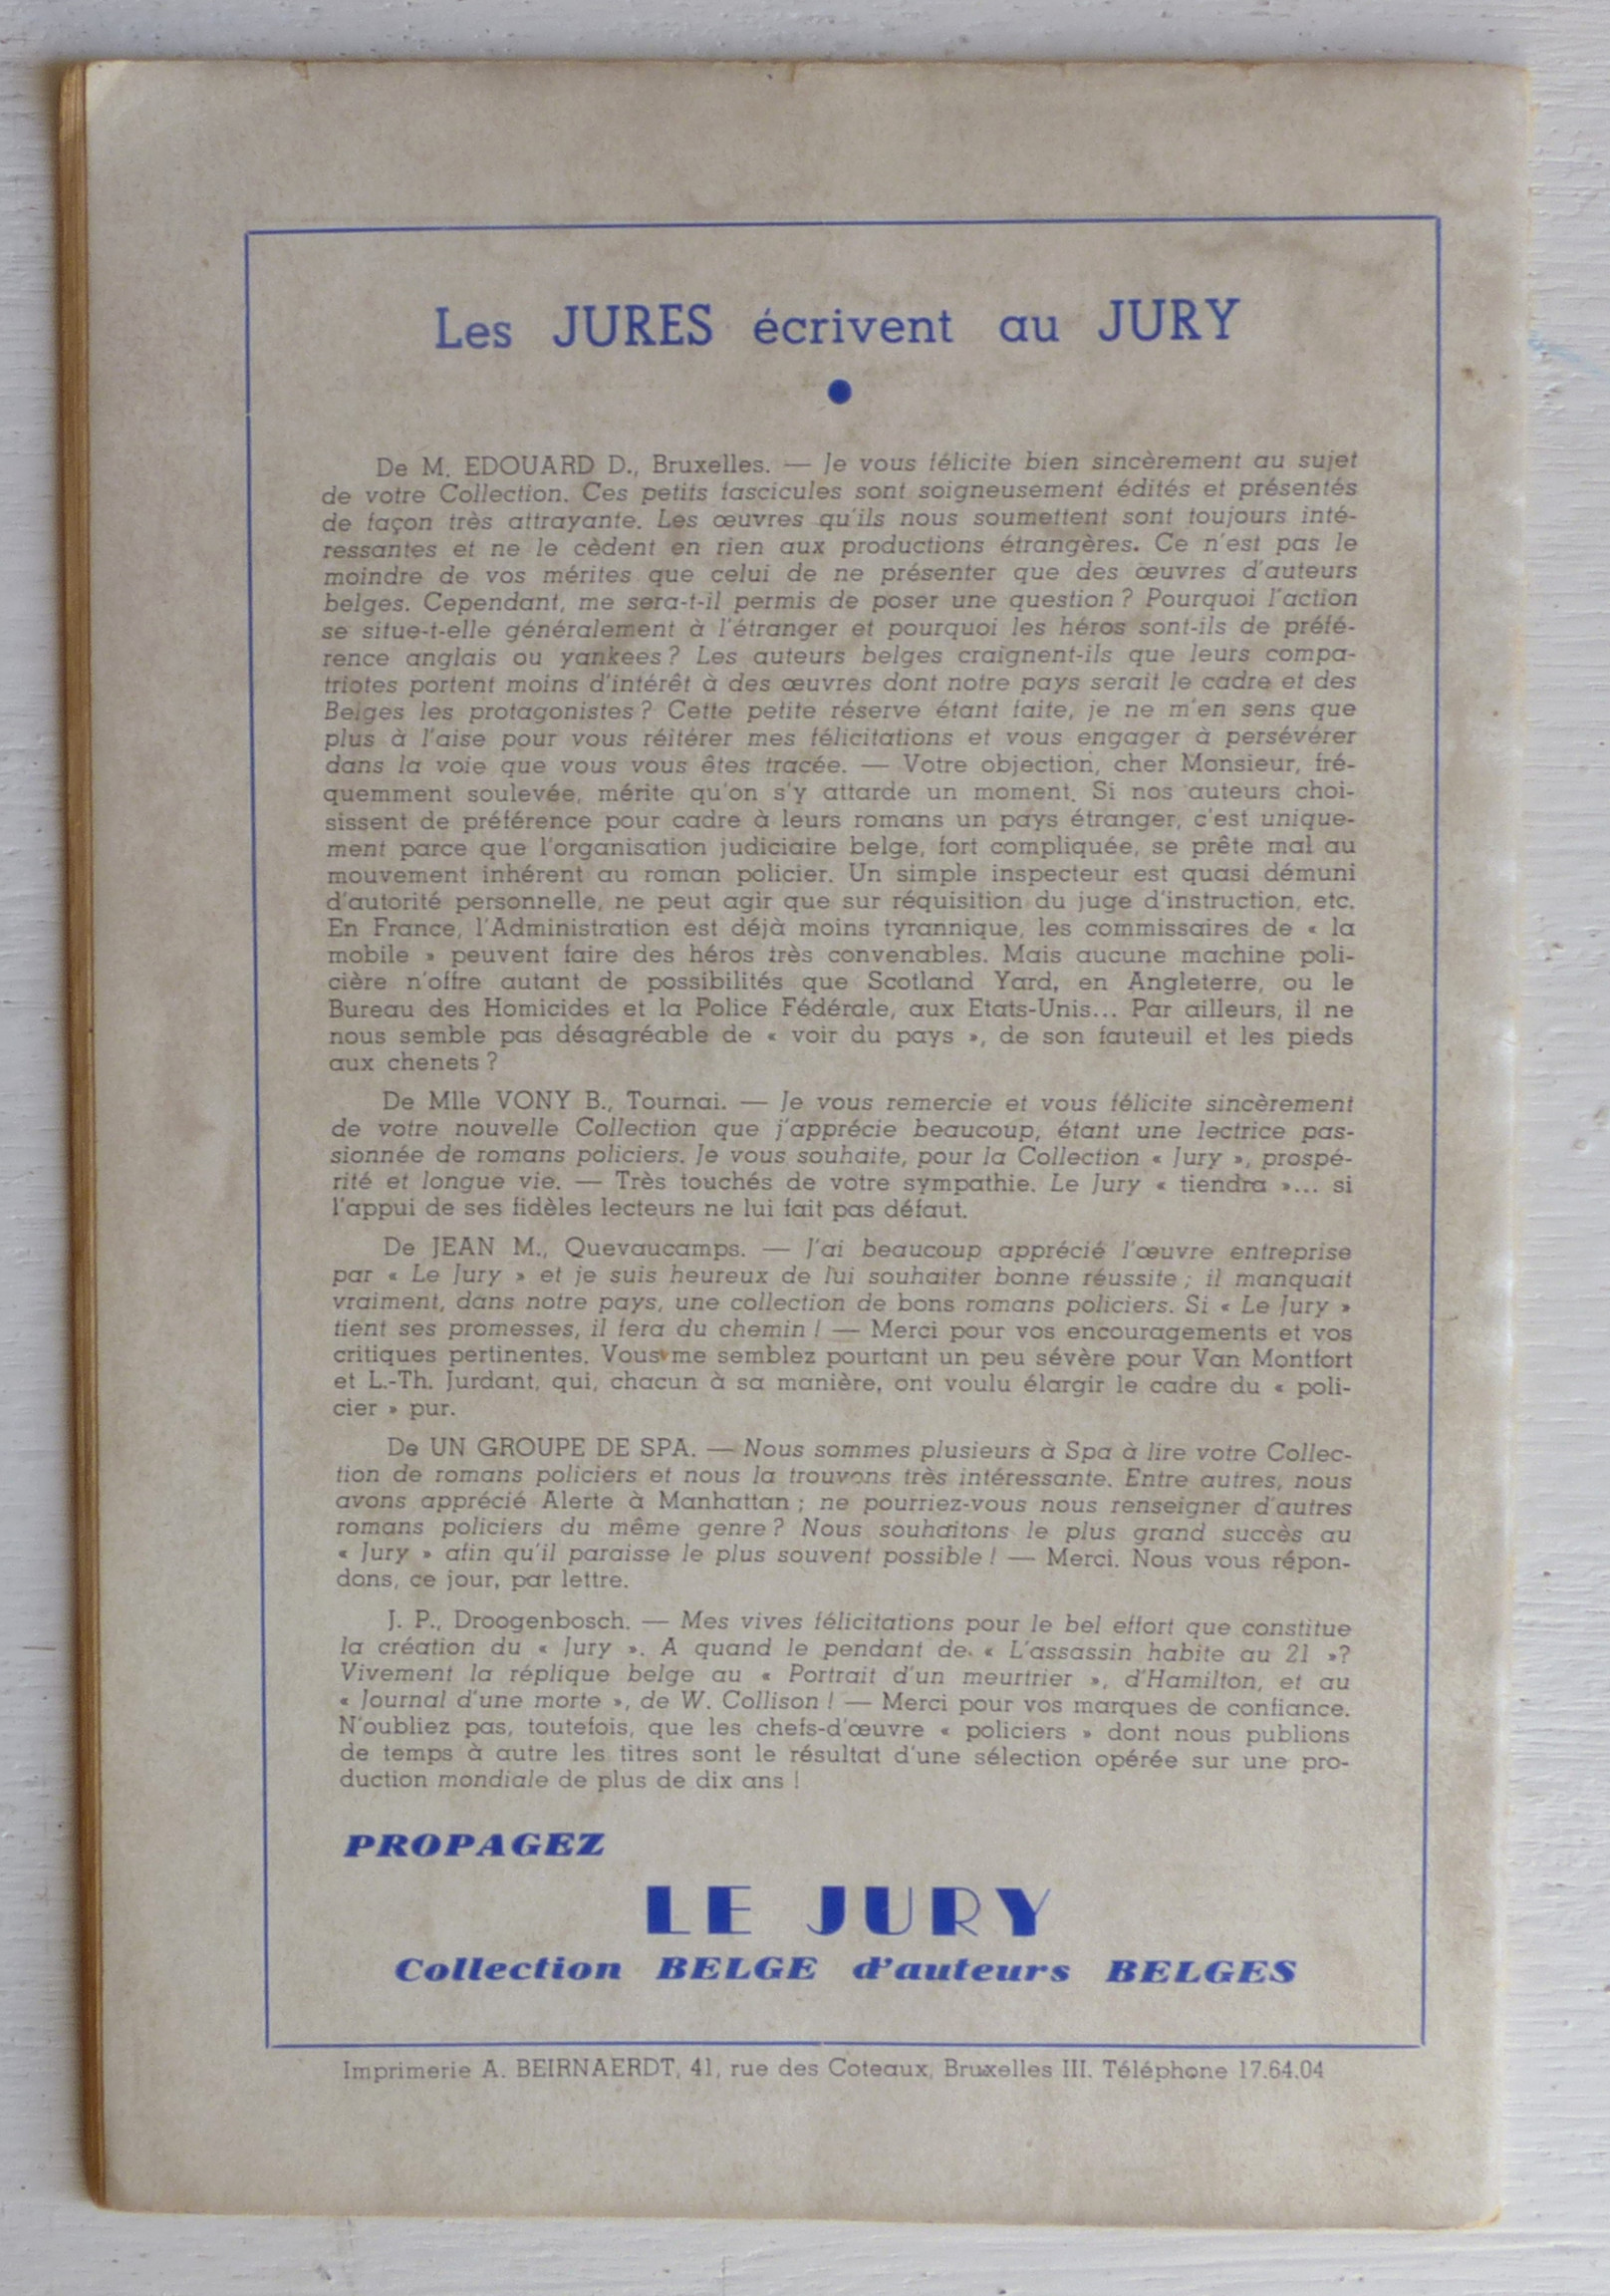 Les JURES écrivent au JURY
De M. EDOUARD D., Bruxelles. — Je vous félicite bien sincèrement au sujet
de votre Collection. Ces petits fascicules sont soigneusement édités et présentés
de façon très attrayante. Les œuvres qu'ils nous soumettent sont toujours inté-
ressantes et ne le cèdent en rien aux productions étrangères. Ce n'est pas le
moindre de vos mérites que celui de ne présenter que des œuvres d'auteurs
belges. Cependant, me sera-t-il permis de poser une question ? Pourquoi l'action
se situe-t-elle généralement à l'étranger et pourquoi les héros sont-ils de préfé-
rence anglais ou yankees ? Les auteurs belges craignent-ils que leurs compa-
triotes portent moins d'intérêt à des œuvres dont notre pays serait le cadre et des
Belges les protagonistes ? Cette petite réserve étant faite, je ne m'en sens que
plus à l'aise pour vous réitérer mes félicitations et vous engager à persévérer
dans la voie que vous vous êtes tracée. — Votre objection, cher Monsieur, fré-
quemment soulevée, mérite qu'on s'y attarde un moment. Si nos auteurs choi-
sissent de préférence pour cadre à leurs romans un pays étranger, c'est unique-
ment parce que l'organisation judiciaire belge, fort compliquée, se prête mal au
mouvement inhérent au roman policier. Un simple inspecteur est quasi démuni
d'autorité personnelle, ne peut agir que sur réquisition du juge d'instruction, etc.
En France, l'Administration est déjà moins tyrannique, les commissaires de « la
mobile » peuvent faire des héros très convenables. Mais aucune machine poli-
cière n'offre autant de possibilités que Scotland Yard, en Angleterre, ou le
Bureau des Homicides et la Police Fédérale, aux Etats-Unis... Par ailleurs, il ne
nous semble pas désagréable de « voir du pays », de son fauteuil et les pieds
aux chenets ?
De Mlle VONY B., Tournai. — Je vous remercie et vous félicite sincèrement
de votre nouvelle Collection que j'apprécie beaucoup, étant une lectrice pas-
sionnée de romans policiers. Je vous souhaite, pour la Collection « Jury », prospé-
rité et longue vie. — Très touchés de votre sympathie. Le Jury « tiendra »... si
l'appui de ses fidèles lecteurs ne lui fait pas défaut.
De JEAN M., Quevaucamps. — J'ai beaucoup apprécié l'œuvre entreprise
par « Le Jury » et je suis heureux de lui souhaiter bonne réussite ; il manquait
vraiment, dans notre pays, une collection de bons romans policiers. Si « Le Jury »
tient ses promesses, il fera du chemin ! — Merci pour vos encouragements et vos
critiques pertinentes. Vous me semblez pourtant un peu sévère pour Van Montfort
et L.-Th. Jurdant, qui, chacun à sa manière, ont voulu élargir le cadre du « poli-
cier » pur.
De UN GROUPE DE SPA. — Nous sommes plusieurs à Spa à lire votre Collec-
tion de romans policiers et nous la trouvons très intéressante. Entre autres, nous
avons apprécié Alerte à Manhattan ; ne pourriez-vous nous renseigner d'autres
romans policiers du même genre ? Nous souhaitons le plus grand succès au
« Jury » afin qu'il paraisse le plus souvent possible ! — Merci. Nous vous répon-
dons, ce jour, par lettre.
J. P., Droogenbosch. — Mes vives félicitations pour le bel effort que constitue
la création du « Jury ». A quand le pendant de « L'assassin habite au 21 »?
Vivement la réplique belge au « Portrait d'un meurtrier », d'Hamilton, et au
« Journal d'une morte », de W. Collison ! — Merci pour vos marques de confiance.
N'oubliez pas, toutefois, que les chefs-d'œuvre « policiers » dont nous publions
de temps à autre les titres sont le résultat d'une sélection opérée sur une pro-
duction mondiale de plus de dix ans !
PROPAGEZ
LE JURY
Collection BELGE d'auteurs BELGES
Imprimerie A. BEIRNAERDT, 41, rue des Coteaux, Bruxelles III. Téléphone 17.64.04